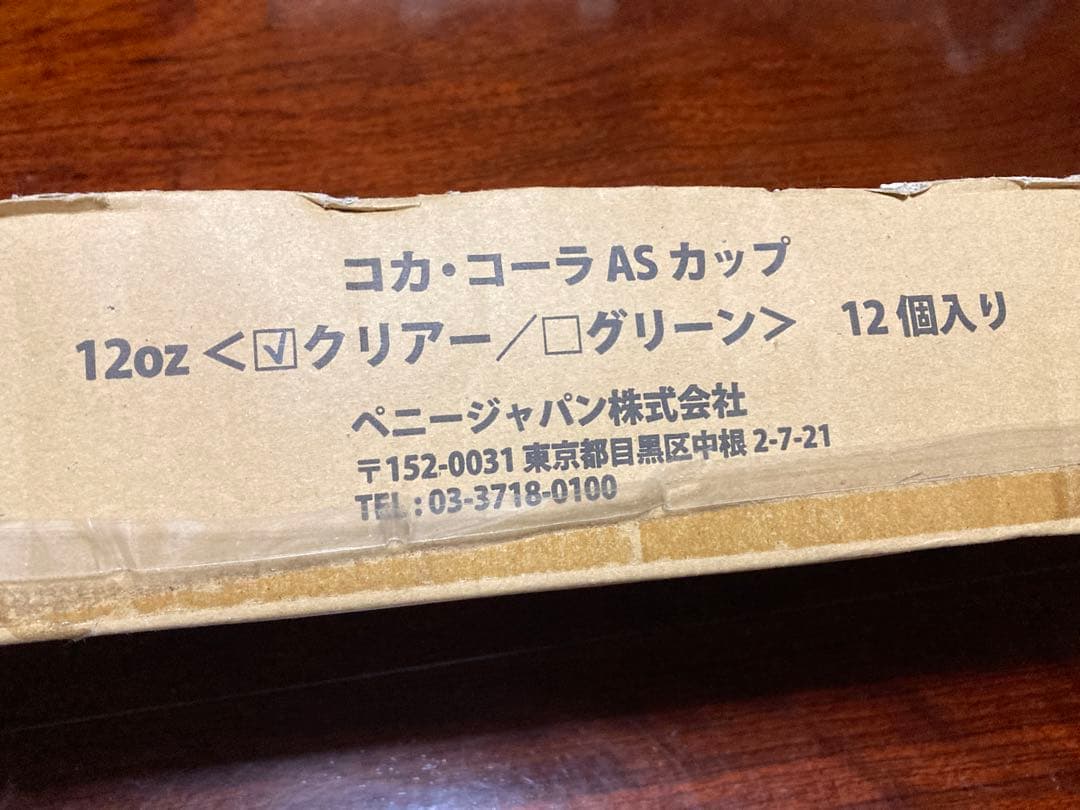 コカ・コーラ AS カップ
12oz ＜☑クリアー／□グリーン＞ 12 個入り
ペニージャパン株式会社
〒152-0031 東京都目黒区中根 2-7-21
TEL : 03-3718-0100